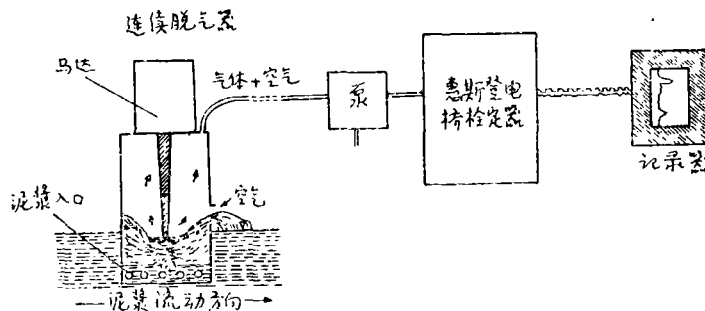 连续脱气器
马达
气体+空气
泵
惠斯登电
桥检定器
记录器
泥浆入口
空气
泥浆流动方向